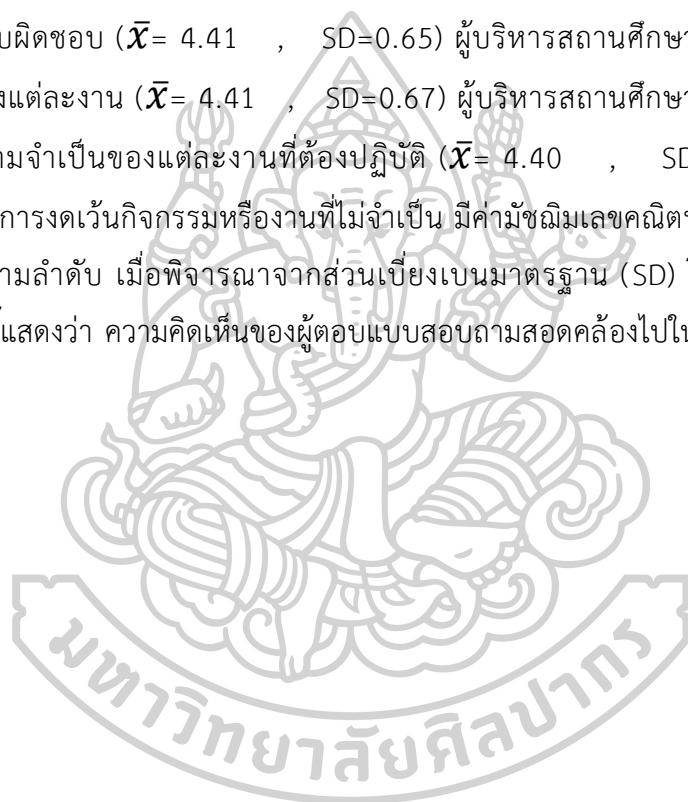 บผิดชอบ (x̄= 4.41 , SD=0.65) ผู้บริหารสถานศึกษา
งแต่ละงาน (x̄= 4.41 , SD=0.67) ผู้บริหารสถานศึกษา
ามจำเป็นของแต่ละงานที่ต้องปฏิบัติ (x̄= 4.40 , SD
การงดเว้นกิจกรรมหรืองานที่ไม่จำเป็น มีค่ามัชฌิมเลขคณิต
ามลำดับ เมื่อพิจารณาจากส่วนเบี่ยงเบนมาตรฐาน (SD)
้แสดงว่า ความคิดเห็นของผู้ตอบแบบสอบถามสอดคล้องไปใน
มหาวิทยาลัยศิลปากร